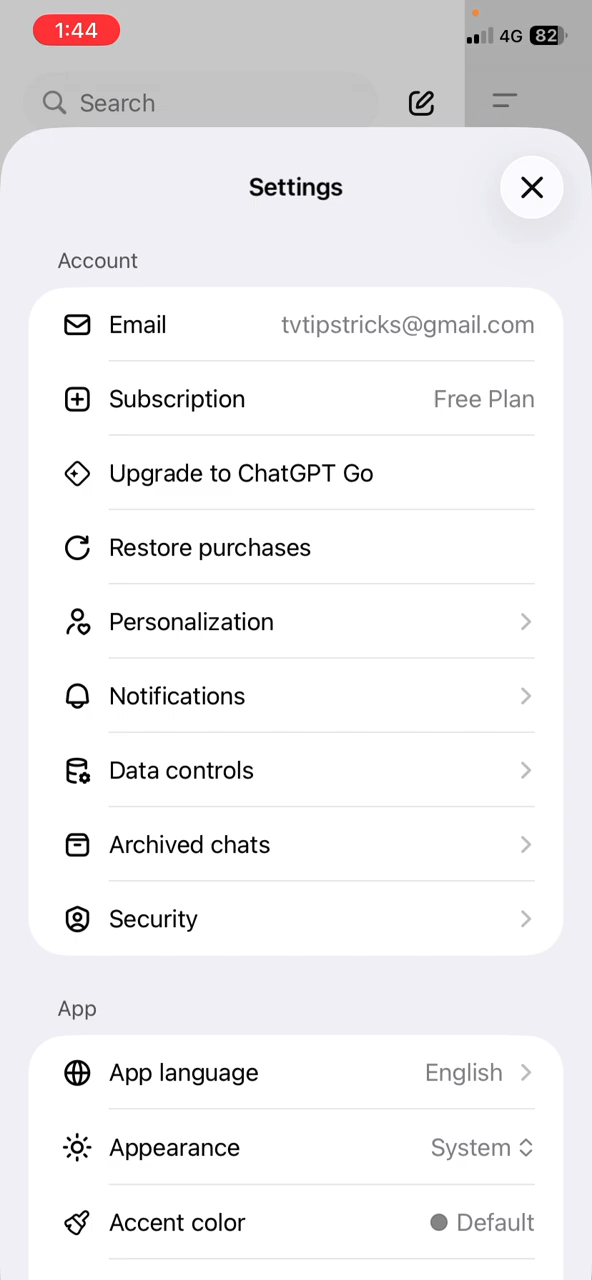 1:44
4G 82
Search
Settings
Account
Email tvtipstricks@gmail.com
Subscription Free Plan
Upgrade to ChatGPT Go
Restore purchases
Personalization
Notifications
Data controls
Archived chats
Security
App
App language English
Appearance System
Accent color Default